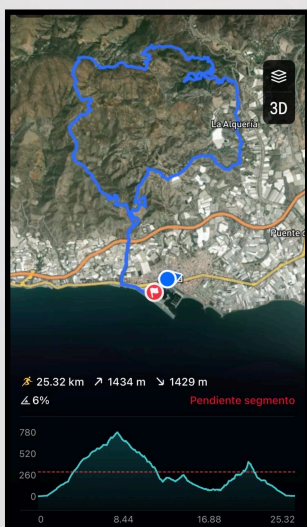 3D
La Alquería
Puente d
25.32 km ↗ 1434 m ↘ 1429 m
6% Pendiente segmento
780
520
260
0
0 8.44 16.88 25.32